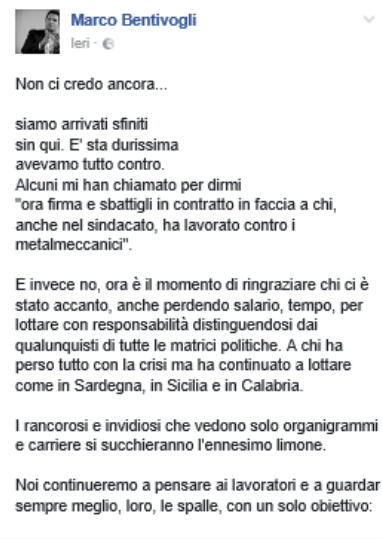 Marco Bentivogli
Ieri ·
Non ci credo ancora...
siamo arrivati sfiniti
sin qui. E' sta durissima
avevamo tutto contro.
Alcuni mi han chiamato per dirmi
"ora firma e sbattigli in contratto in faccia a chi,
anche nel sindacato, ha lavorato contro i
metalmeccanici".
E invece no, ora è il momento di ringraziare chi ci è
stato accanto, anche perdendo salario, tempo, per
lottare con responsabilità distinguendosi dai
qualunquisti di tutte le matrici politiche. A chi ha
perso tutto con la crisi ma ha continuato a lottare
come in Sardegna, in Sicilia e in Calabria.
I rancorosi e invidiosi che vedono solo organigrammi
e carriere si succhieranno l'ennesimo limone.
Noi continueremo a pensare ai lavoratori e a guardar
sempre meglio, loro, le spalle, con un solo obiettivo: